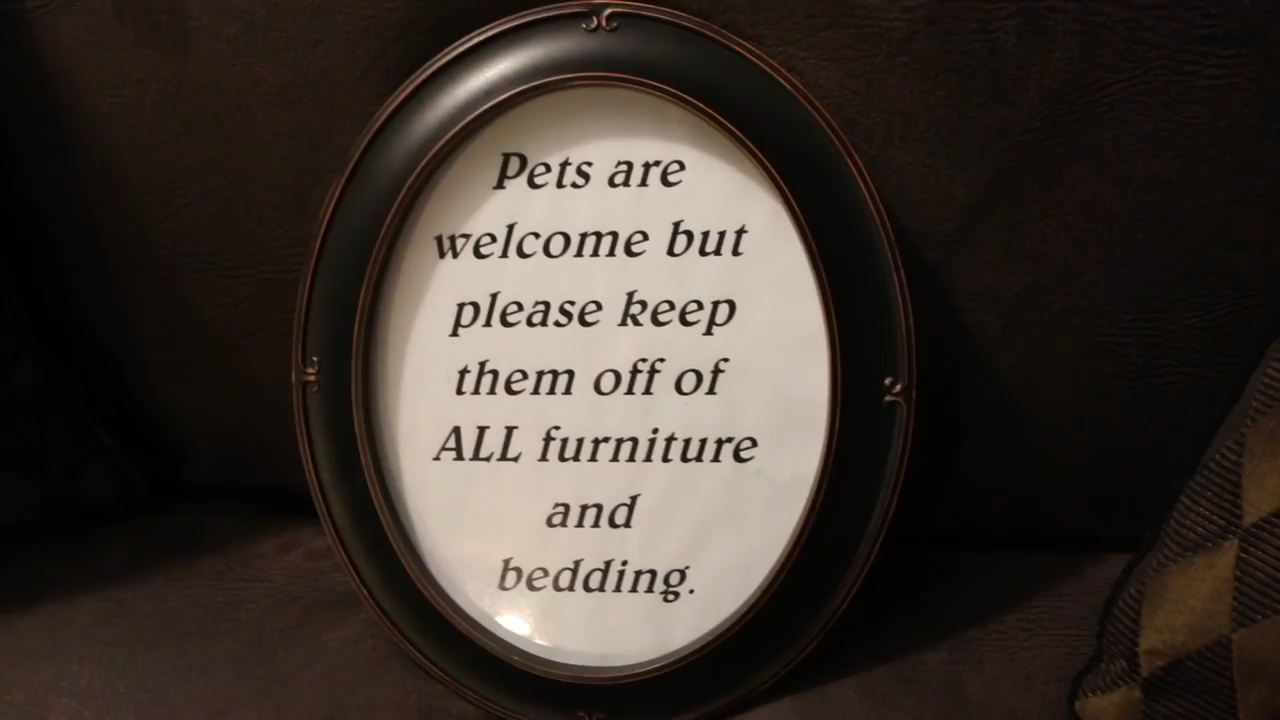 Pets are
welcome but
please keep
them off of
ALL furniture
and
bedding.